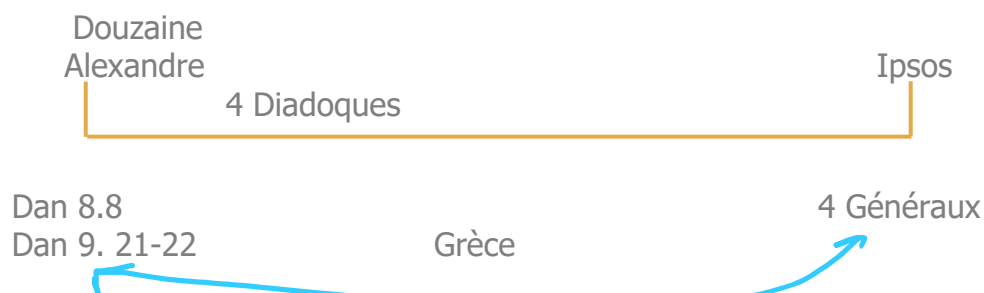 Douzaine
Alexandre
Ipsos
4 Diadoques
Dan 8.8
4 Généraux
Dan 9. 21-22
Grèce